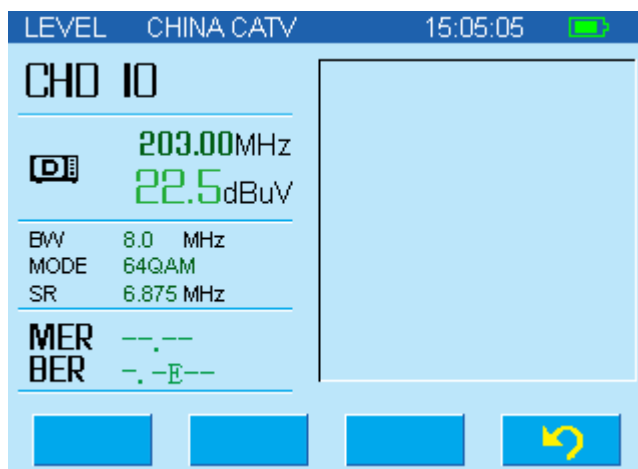 LEVEL CHINA CATV 15:05:05
CHD 10
203.00MHz
D
22.5dBuV
BW 8.0 MHz
MODE 64QAM
SR 6.875 MHz
MER --.--
BER -.-E--